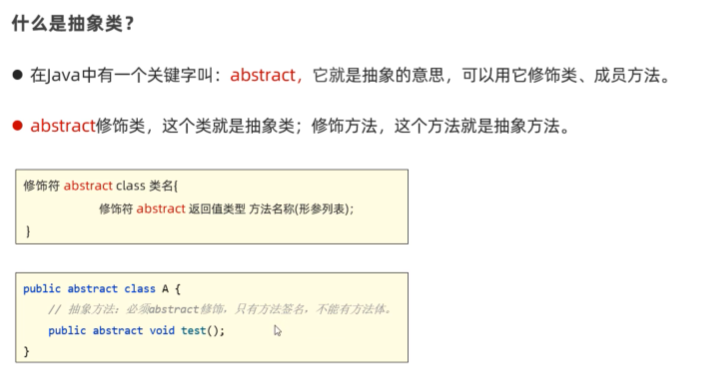 什么是抽象类？
● 在Java中有一个关键字叫：abstract，它就是抽象的意思，可以用它修饰类、成员方法。
● abstract修饰类，这个类就是抽象类；修饰方法，这个方法就是抽象方法。
修饰符 abstract class 类名{
修饰符 abstract 返回值类型 方法名称(形参列表);
}
public abstract class A {
// 抽象方法：必须abstract修饰，只有方法签名，不能有方法体。
public abstract void test();
}